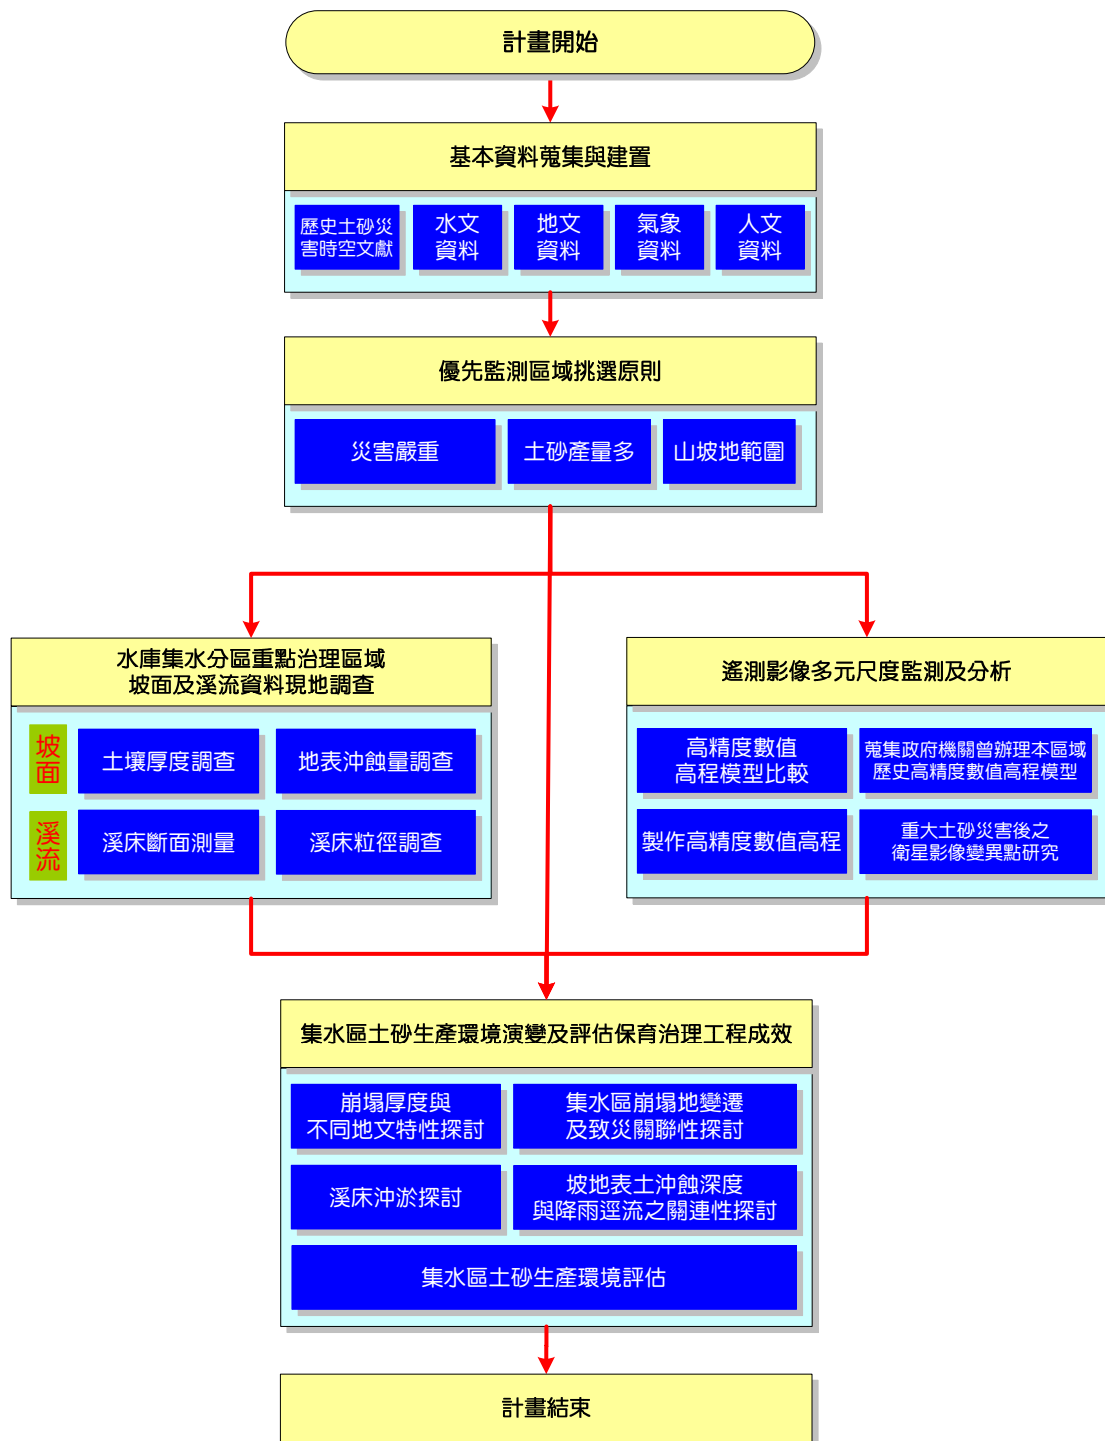 計畫開始
基本資料蒐集與建置
歷史土砂災
害時空文獻
水文
資料
地文
資料
氣象
資料
人文
資料
優先監測區域挑選原則
災害嚴重
土砂產量多
山坡地範圍
水庫集水分區重點治理區域
坡面及溪流資料現地調查
坡面
土壤厚度調查
地表沖蝕量調查
溪流
溪床斷面測量
溪床粒徑調查
遙測影像多元尺度監測及分析
高精度數值
高程模型比較
蒐集政府機關曾辦理本區域
歷史高精度數值高程模型
製作高精度數值高程
重大土砂災害後之
衛星影像變異點研究
集水區土砂生產環境演變及評估保育治理工程成效
崩塌厚度與
不同地文特性探討
集水區崩塌地變遷
及致災關聯性探討
溪床沖淤探討
坡地表土沖蝕深度
與降雨逕流之關連性探討
集水區土砂生產環境評估
計畫結束